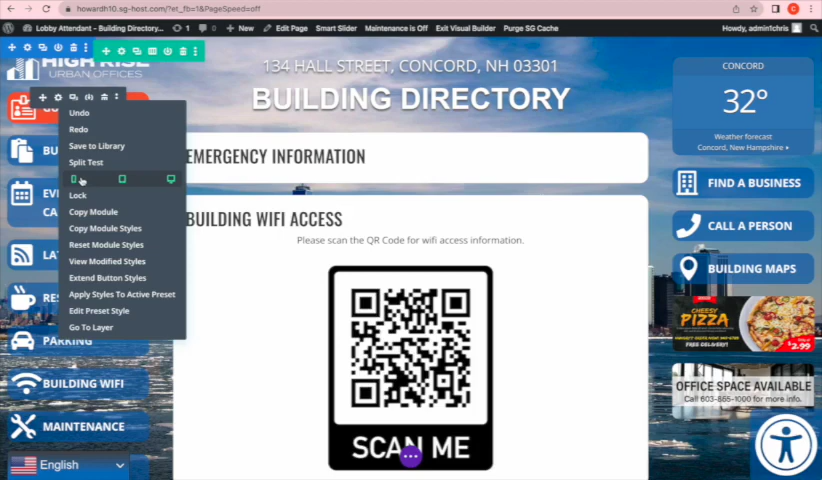 howardh10.sg-host.com/?et_fb=1&PageSpeed=off
Lobby Attendant - Building Directory...
1
New
Edit Page
Smart Slider
Maintenance is Off
Exit Visual Builder
Purge SG Cache
Howdy, admin1chris
HIGH RISE
URBAN OFFICES
134 HALL STREET, CONCORD, NH 03301
BUILDING DIRECTORY
CONCORD
32°
Weather forecast
Concord, New Hampshire
Undo
Redo
Save to Library
Split Test
Lock
Copy Module
Copy Module Styles
Reset Module Styles
View Modified Styles
Extend Button Styles
Apply Styles To Active Preset
Edit Preset Style
Go To Layer
PARKING
BUILDING WIFI
MAINTENANCE
English
EMERGENCY INFORMATION
BUILDING WIFI ACCESS
Please scan the QR Code for wifi access information.
SCAN ME
FIND A BUSINESS
CALL A PERSON
BUILDING MAPS
CHEESY
PIZZA
FREE DELIVERY!
$2.99
OFFICE SPACE AVAILABLE
Call 603-856-1000 for more info.